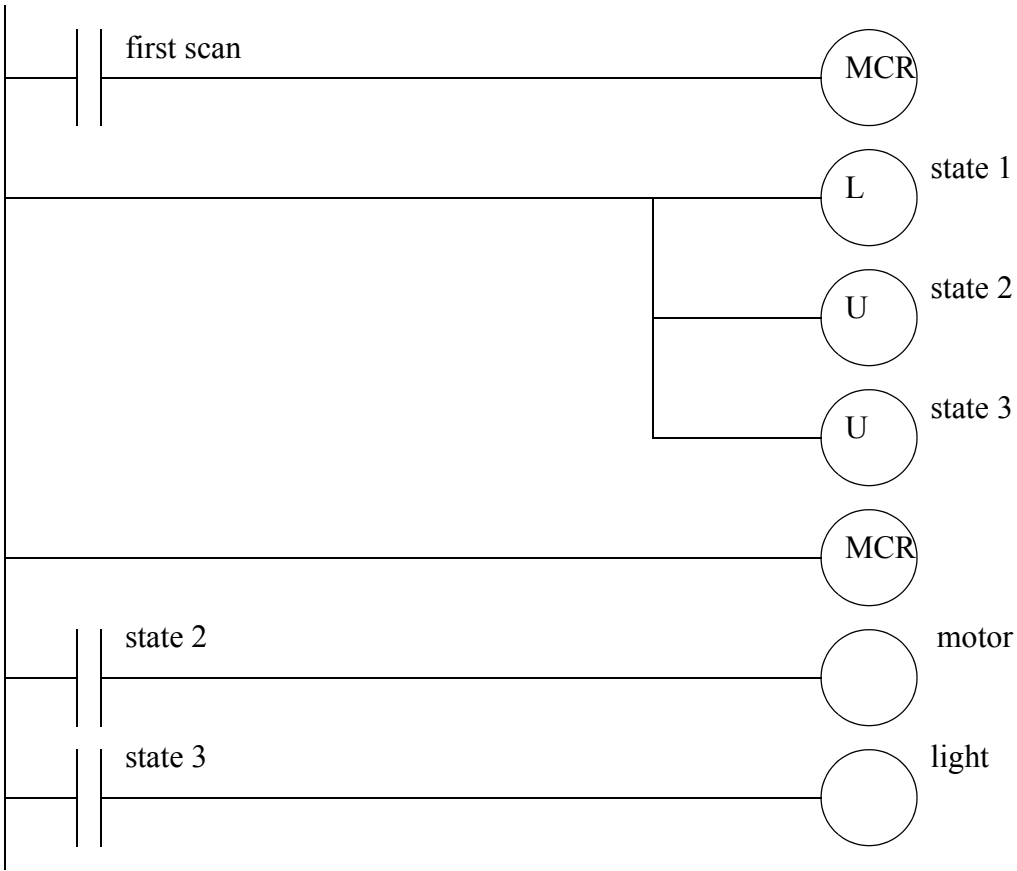 first scan
MCR
L
state 1
U
state 2
U
state 3
MCR
state 2
motor
state 3
light